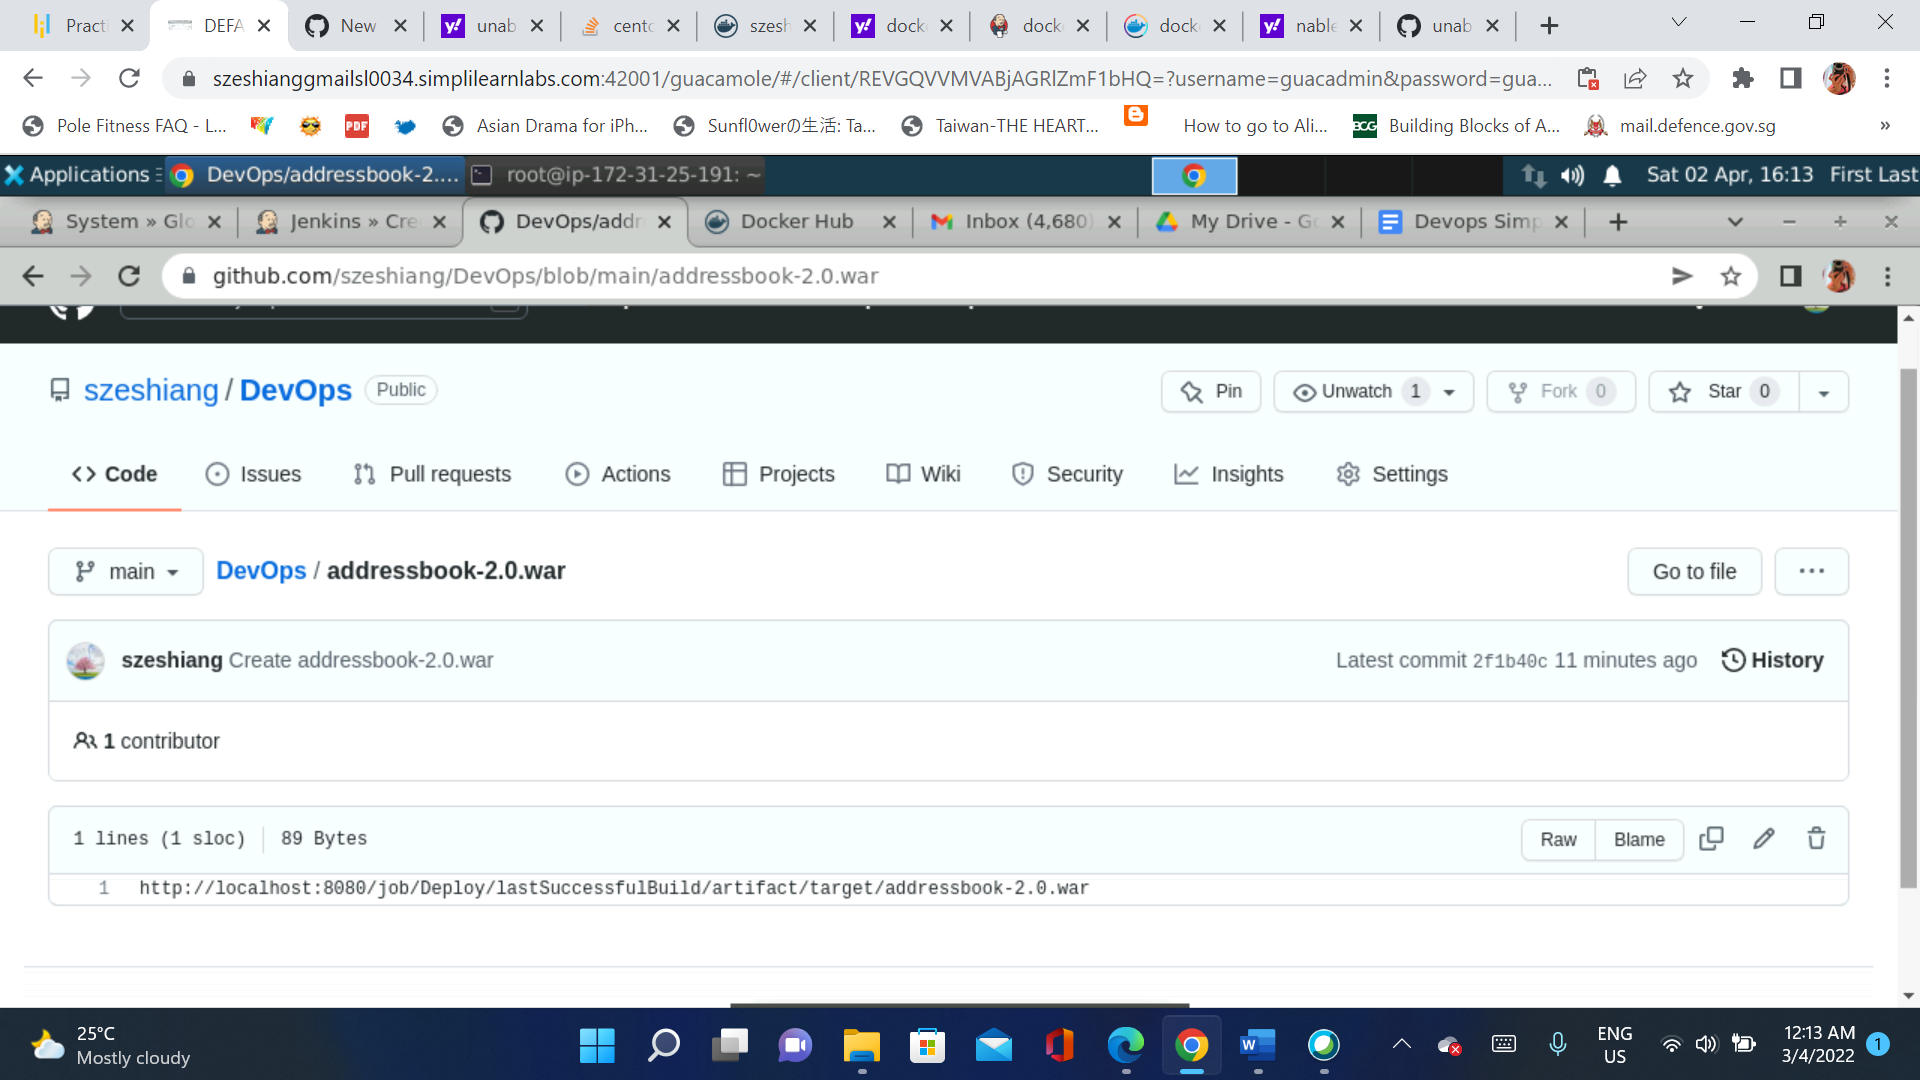 Practi
DEFA
New
unab
cento
szesh
dock
dock
dock
nable
unab
szeshianggmailsl0034.simplilearnlabs.com:42001/guacamole/#/client/REVGQVVMVABjAGRlZmF1bHQ=?username=guacadmin&password=gua...
Pole Fitness FAQ - L...
PDF
Asian Drama for iPh...
Sunfl0werの生活: Ta...
Taiwan-THE HEART...
How to go to Ali...
BCG
Building Blocks of A...
mail.defence.gov.sg
»
Applications
DevOps/addressbook-2....
root@ip-172-31-25-191: ~
Sat 02 Apr, 16:13
First Last
System » Glo
Jenkins » Cre
DevOps/addr
Docker Hub
Inbox (4,680)
My Drive - Go
Devops Simp
github.com/szeshiang/DevOps/blob/main/addressbook-2.0.war
szeshiang / DevOps
Public
Pin
Unwatch 1
Fork 0
Star 0
Code
Issues
Pull requests
Actions
Projects
Wiki
Security
Insights
Settings
main
DevOps / addressbook-2.0.war
Go to file
...
szeshiang Create addressbook-2.0.war
Latest commit 2f1b40c 11 minutes ago
History
1 contributor
1 lines (1 sloc)
89 Bytes
Raw
Blame
1 http://localhost:8080/job/Deploy/lastSuccessfulBuild/artifact/target/addressbook-2.0.war
25°C
Mostly cloudy
W
ENG
US
12:13 AM
3/4/2022
1